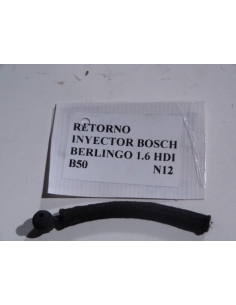 RETORNO
INYECTOR BOSCH
BERLINGO 1.6 HDI
B50 N12